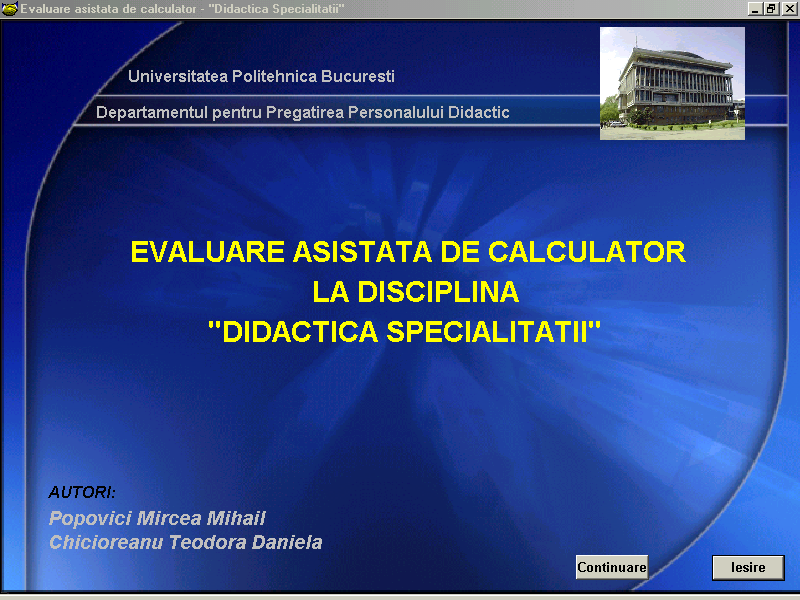 Evaluare asistata de calculator - "Didactica Specialitatii"
Universitatea Politehnica Bucuresti
Departamentul pentru Pregatirea Personalului Didactic
EVALUARE ASISTATA DE CALCULATOR
LA DISCIPLINA
"DIDACTICA SPECIALITATII"
AUTORI:
Popovici Mircea Mihail
Chicioreanu Teodora Daniela
Continuare
Iesire